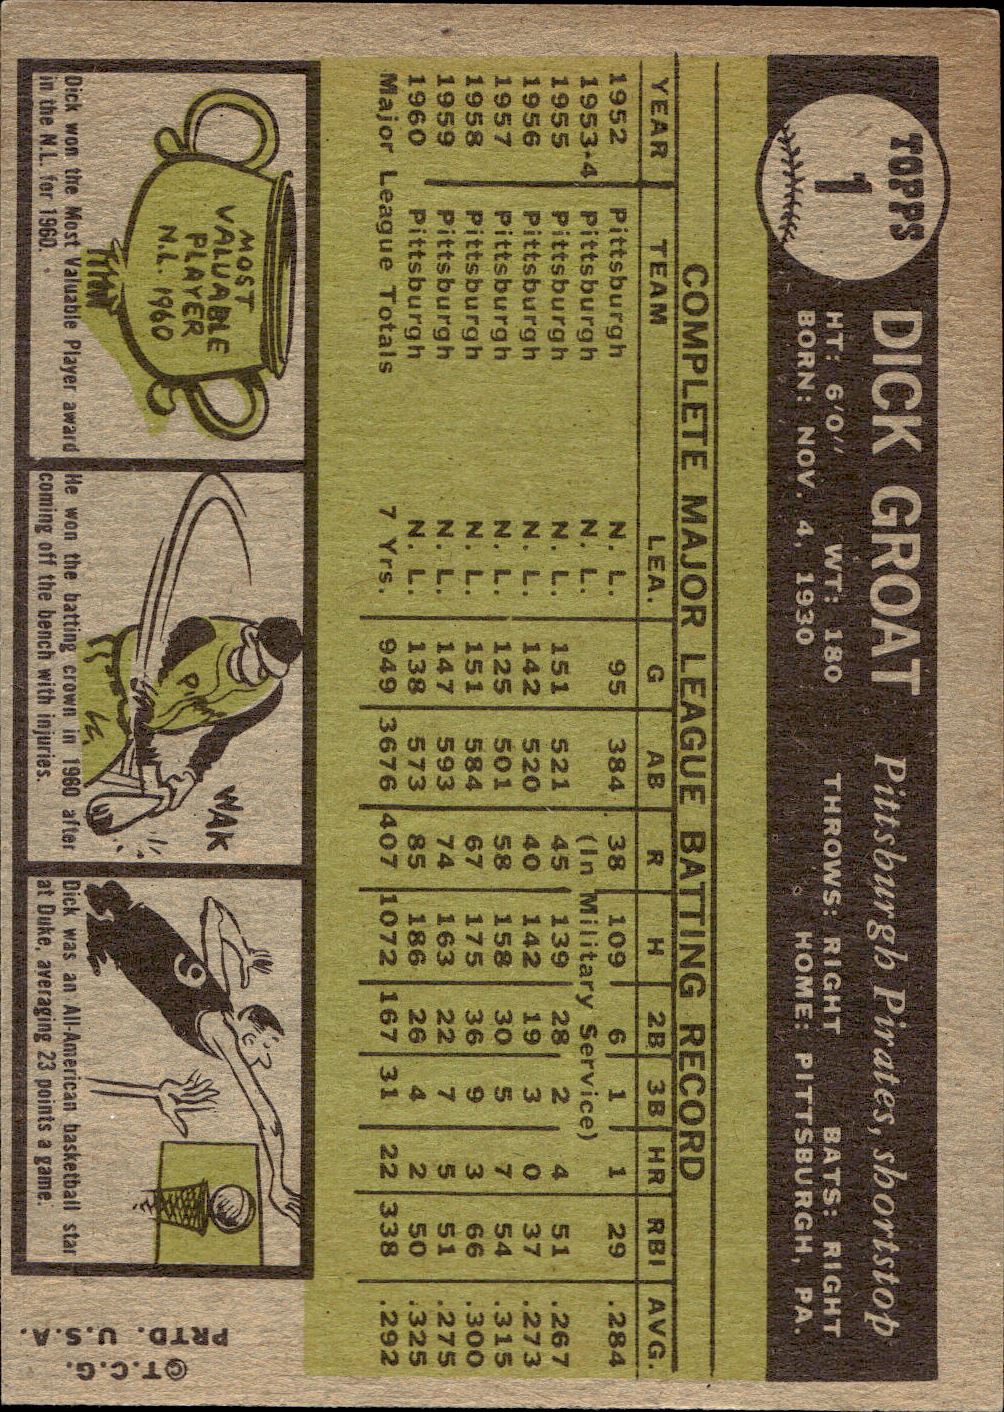 TOPPS
1
DICK GROAT Pittsburgh Pirates, shortstop
HT: 6'0" WT: 180 THROWS: RIGHT BATS: RIGHT
BORN: NOV. 4, 1930 HOME: PITTSBURGH, PA.
COMPLETE MAJOR LEAGUE BATTING RECORD
YEAR TEAM LEA. G AB R H 2B 3B HR RBI AVG.
1952 Pittsburgh N. L. 95 384 38 109 6 1 1 29 .284
1953-4 Pittsburgh N. L. (In Military Service)
1955 Pittsburgh N. L. 151 521 45 139 28 2 4 51 .267
1956 Pittsburgh N. L. 142 520 40 142 19 3 0 37 .273
1957 Pittsburgh N. L. 125 501 58 158 30 5 7 54 .315
1958 Pittsburgh N. L. 151 584 67 175 36 9 3 66 .300
1959 Pittsburgh N. L. 147 593 74 163 22 7 5 51 .275
1960 Pittsburgh N. L. 138 573 85 186 26 4 2 50 .325
Major League Totals 7 Yrs. 949 3676 407 1072 167 31 22 338 .292
MOST
VALUABLE
PLAYER
N.L. 1960
Dick won the Most Valuable Player award
in the N.L. for 1960.
WAK
He won the batting crown in 1960 after
coming off the bench with injuries.
9
Dick was an All-American basketball star
at Duke, averaging 23 points a game.
©T.C.G.
PRTD. U.S.A.